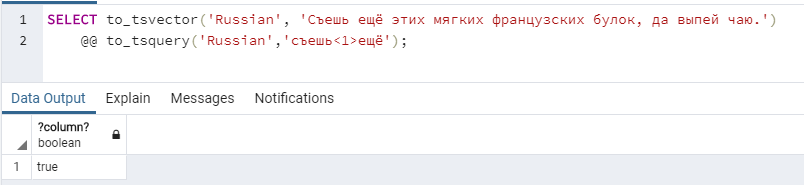 1 SELECT to_tsvector('Russian', 'Съешь ещё этих мягких французских булок, да выпей чаю.')
2 @@ to_tsquery('Russian','съешь<1>ещё');
Data Output Explain Messages Notifications
?column?
boolean
1 true